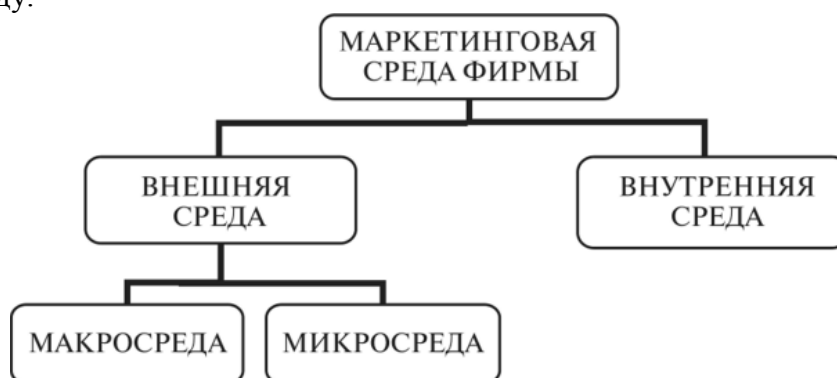 ду.
МАРКЕТИНГОВАЯ
СРЕДА ФИРМЫ
ВНЕШНЯЯ
СРЕДА
ВНУТРЕННЯЯ
СРЕДА
МАКРОСРЕДА
МИКРОСРЕДА